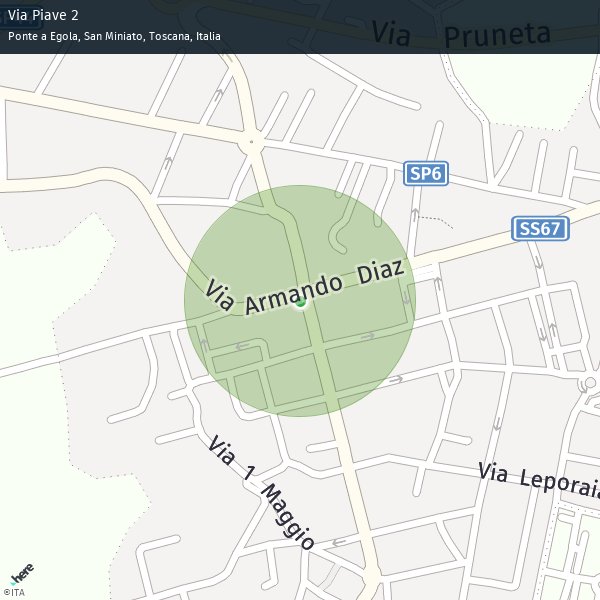 Via Piave 2
Ponte a Egola, San Miniato, Toscana, Italia
Via Pruneta
SP6
SS67
Via Armando Diaz
Via 1 Maggio
Via Leporaia
here
©ITA